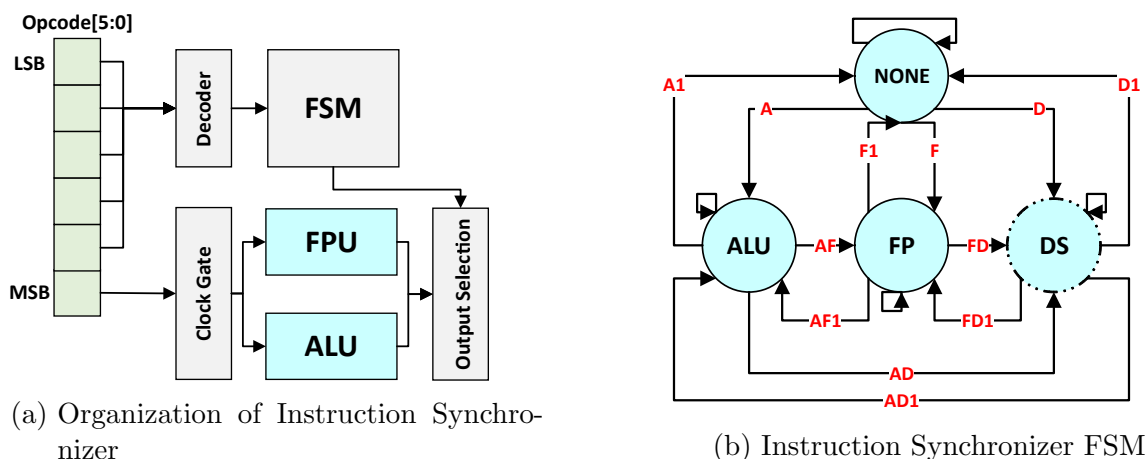 Opcode[5:0]
LSB
MSB
Decoder
FSM
Clock Gate
FPU
ALU
Output Selection
(a) Organization of Instruction Synchro-
nizer
NONE
A1
D1
A
D
F1
F
ALU
AF
FP
FD
DS
AF1
FD1
AD
AD1
(b) Instruction Synchronizer FSM